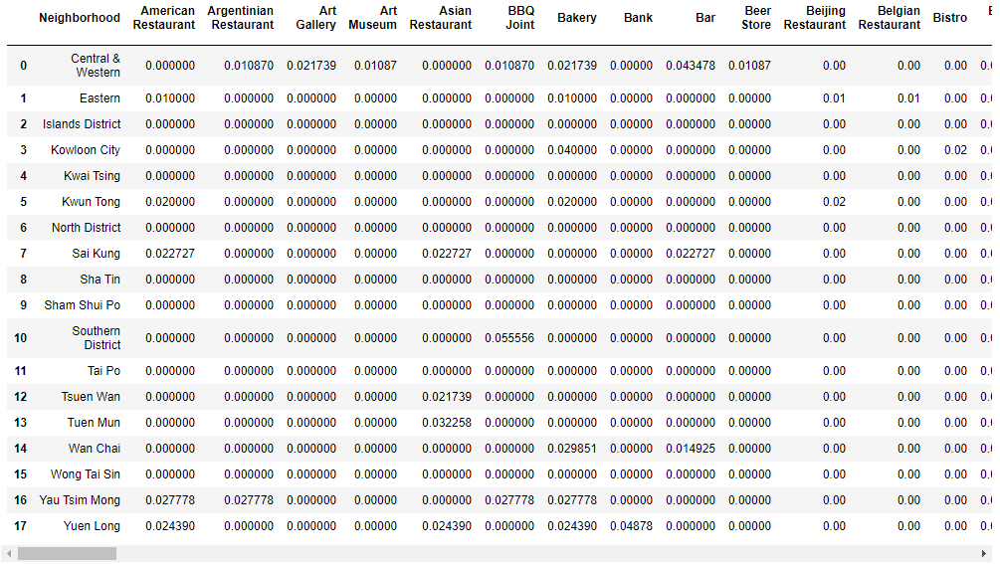 Neighborhood American Restaurant Argentinian Restaurant Art Gallery Art Museum Asian Restaurant BBQ Joint Bakery Bank Bar Beer Store Beijing Restaurant Belgian Restaurant Bistro
0 Central & Western 0.000000 0.010870 0.021739 0.01087 0.000000 0.010870 0.021739 0.00000 0.043478 0.01087 0.00 0.00 0.00
1 Eastern 0.010000 0.000000 0.000000 0.00000 0.000000 0.000000 0.010000 0.00000 0.000000 0.00000 0.01 0.01 0.00
2 Islands District 0.000000 0.000000 0.000000 0.00000 0.000000 0.000000 0.000000 0.00000 0.000000 0.00000 0.00 0.00 0.00
3 Kowloon City 0.000000 0.000000 0.000000 0.00000 0.000000 0.000000 0.040000 0.00000 0.000000 0.00000 0.00 0.00 0.02
4 Kwai Tsing 0.000000 0.000000 0.000000 0.00000 0.000000 0.000000 0.000000 0.00000 0.000000 0.00000 0.00 0.00 0.00
5 Kwun Tong 0.020000 0.000000 0.000000 0.00000 0.000000 0.000000 0.020000 0.00000 0.000000 0.00000 0.02 0.00 0.00
6 North District 0.000000 0.000000 0.000000 0.00000 0.000000 0.000000 0.000000 0.00000 0.000000 0.00000 0.00 0.00 0.00
7 Sai Kung 0.022727 0.000000 0.000000 0.00000 0.022727 0.000000 0.000000 0.00000 0.022727 0.00000 0.00 0.00 0.00
8 Sha Tin 0.000000 0.000000 0.000000 0.00000 0.000000 0.000000 0.000000 0.00000 0.000000 0.00000 0.00 0.00 0.00
9 Sham Shui Po 0.000000 0.000000 0.000000 0.00000 0.000000 0.000000 0.000000 0.00000 0.000000 0.00000 0.00 0.00 0.00
10 Southern District 0.000000 0.000000 0.000000 0.00000 0.000000 0.055556 0.000000 0.00000 0.000000 0.00000 0.00 0.00 0.00
11 Tai Po 0.000000 0.000000 0.000000 0.00000 0.000000 0.000000 0.000000 0.00000 0.000000 0.00000 0.00 0.00 0.00
12 Tsuen Wan 0.000000 0.000000 0.000000 0.00000 0.021739 0.000000 0.000000 0.00000 0.000000 0.00000 0.00 0.00 0.00
13 Tuen Mun 0.000000 0.000000 0.000000 0.00000 0.032258 0.000000 0.000000 0.00000 0.000000 0.00000 0.00 0.00 0.00
14 Wan Chai 0.000000 0.000000 0.000000 0.00000 0.000000 0.000000 0.029851 0.00000 0.014925 0.00000 0.00 0.00 0.00
15 Wong Tai Sin 0.000000 0.000000 0.000000 0.00000 0.000000 0.000000 0.000000 0.00000 0.000000 0.00000 0.00 0.00 0.00
16 Yau Tsim Mong 0.027778 0.027778 0.000000 0.00000 0.000000 0.027778 0.027778 0.00000 0.000000 0.00000 0.00 0.00 0.00
17 Yuen Long 0.024390 0.000000 0.000000 0.00000 0.024390 0.000000 0.024390 0.04878 0.000000 0.00000 0.00 0.00 0.00